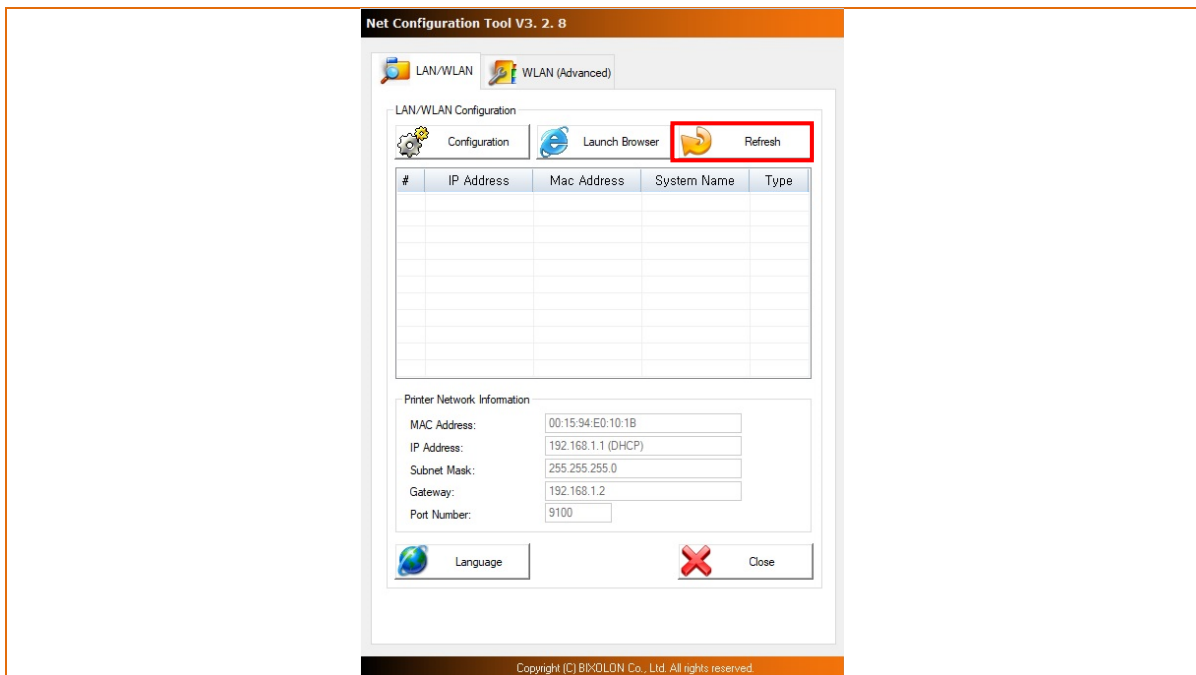 Net Configuration Tool V3. 2. 8
LAN/WLAN WLAN (Advanced)
LAN/WLAN Configuration
Configuration Launch Browser Refresh
# IP Address Mac Address System Name Type
Printer Network Information
MAC Address: 00:15:94:E0:10:1B
IP Address: 192.168.1.1 (DHCP)
Subnet Mask: 255.255.255.0
Gateway: 192.168.1.2
Port Number: 9100
Language Close
Copyright (C) BIXOLON Co., Ltd. All rights reserved.